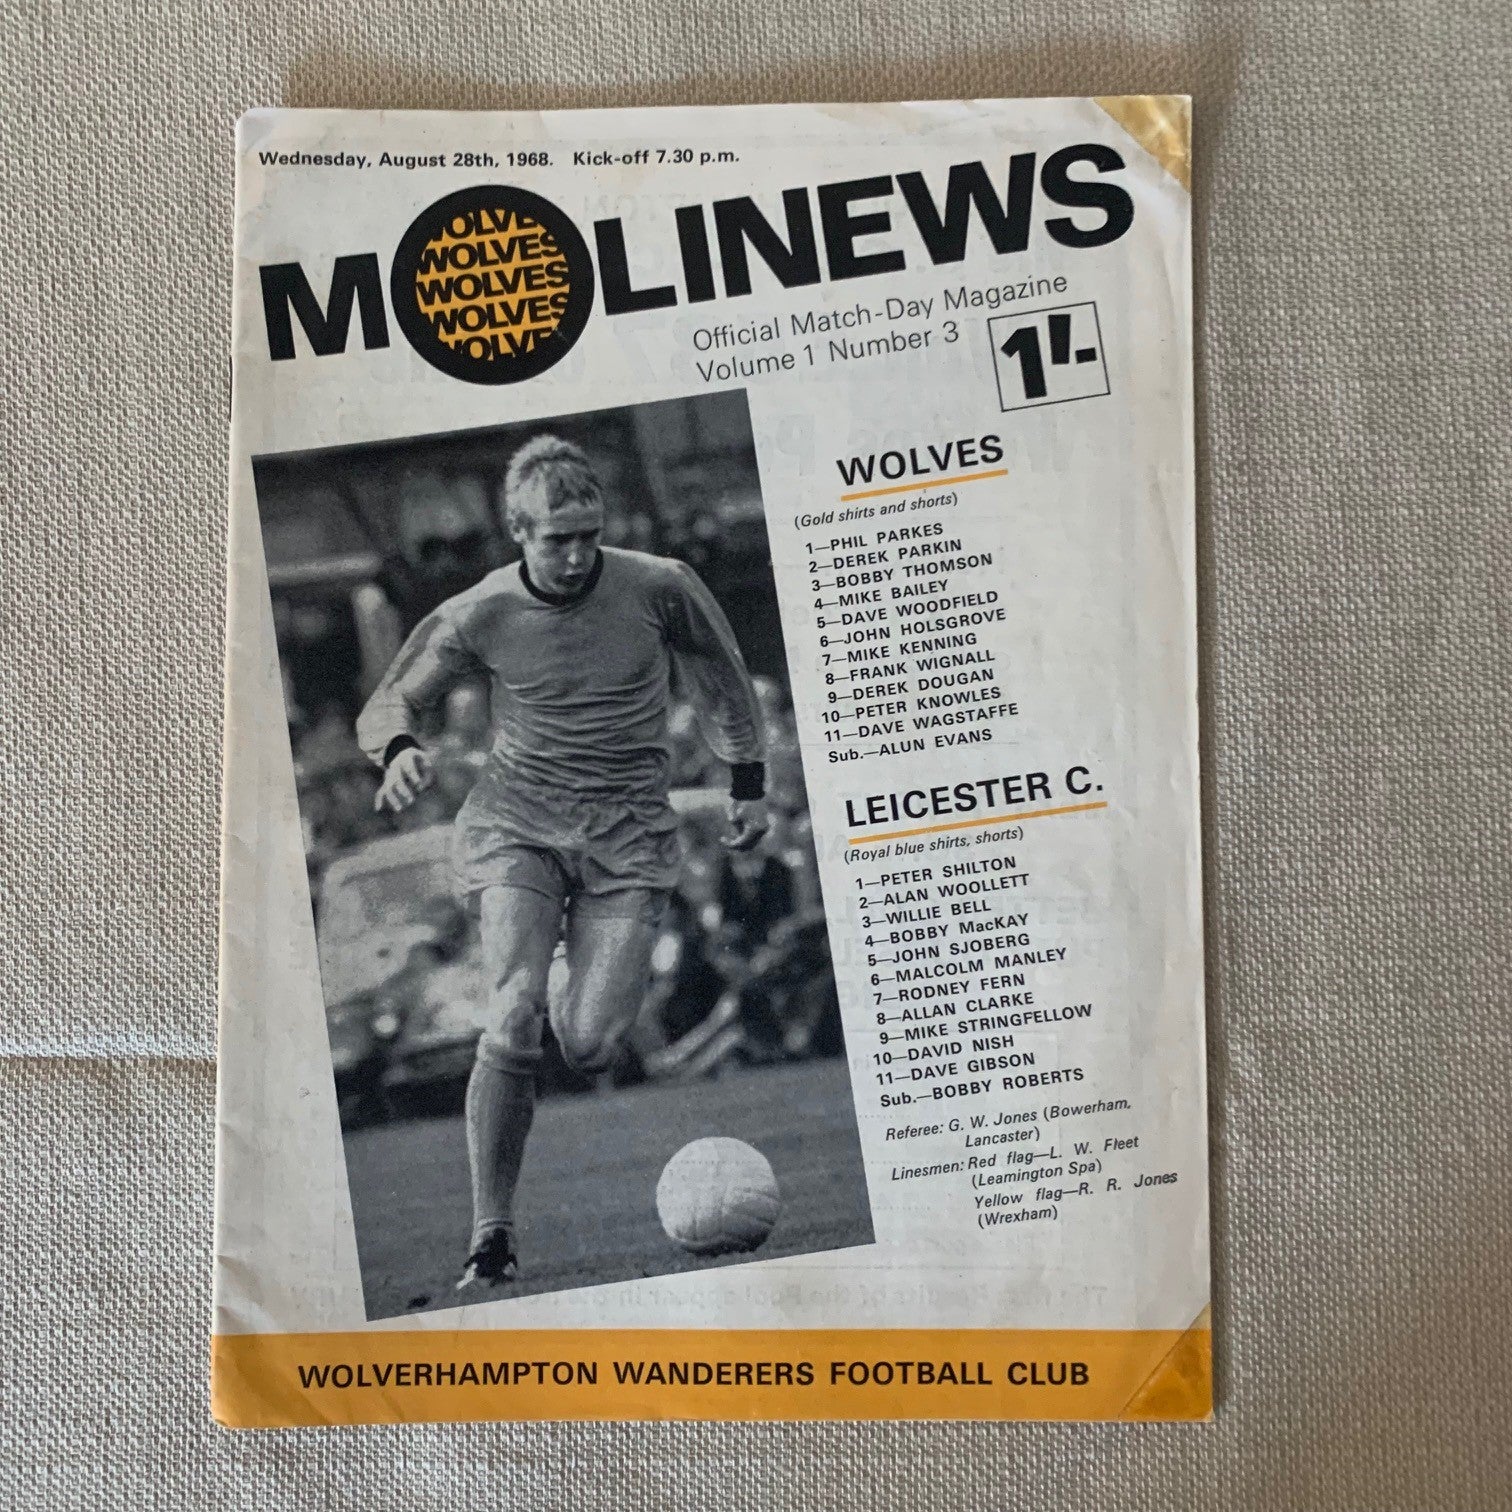 Wednesday, August 28th, 1968. Kick-off 7.30 p.m.
MOLINEWS
WOLVES
WOLVES
WOLVES
WOLVES
WOLVES
Official Match-Day Magazine
Volume 1 Number 3
1'-
WOLVES
(Gold shirts and shorts)
1—PHIL PARKES
2—DEREK PARKIN
3—BOBBY THOMSON
4—MIKE BAILEY
5—DAVE WOODFIELD
6—JOHN HOLSGROVE
7—MIKE KENNING
8—FRANK WIGNALL
9—DEREK DOUGAN
10—PETER KNOWLES
11—DAVE WAGSTAFFE
Sub.—ALUN EVANS
LEICESTER C.
(Royal blue shirts, shorts)
1—PETER SHILTON
2—ALAN WOOLLETT
3—WILLIE BELL
4—BOBBY MacKAY
5—JOHN SJOBERG
6—MALCOLM MANLEY
7—RODNEY FERN
8—ALLAN CLARKE
9—MIKE STRINGFELLOW
10—DAVID NISH
11—DAVE GIBSON
Sub.—BOBBY ROBERTS
Referee: G. W. Jones (Bowerham,
Lancaster)
Linesmen: Red flag—L. W. Fleet
(Leamington Spa)
Yellow flag—R. R. Jones
(Wrexham)
WOLVERHAMPTON WANDERERS FOOTBALL CLUB